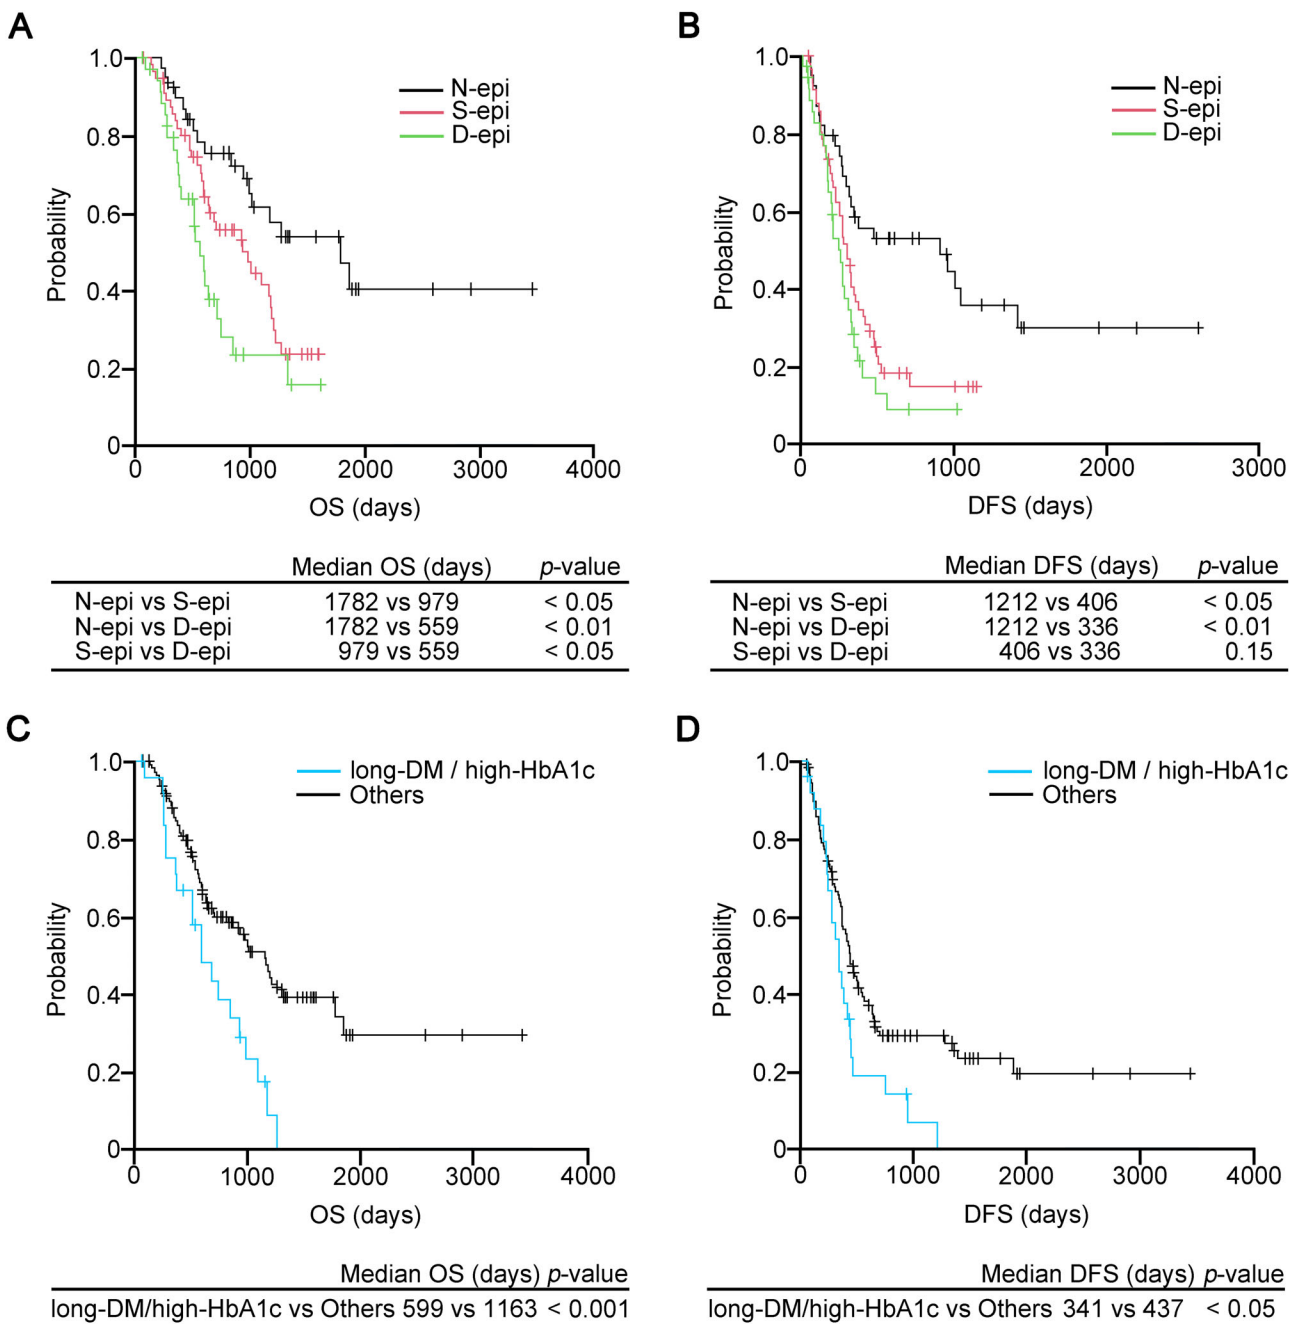 A
1.0
0.8
0.6
0.4
0.2
0
Probability
N-epi
S-epi
D-epi
0 1000 2000 3000 4000
OS (days)
Median OS (days) p-value
N-epi vs S-epi 1782 vs 979 < 0.05
N-epi vs D-epi 1782 vs 559 < 0.01
S-epi vs D-epi 979 vs 559 < 0.05
B
1.0
0.8
0.6
0.4
0.2
0
Probability
N-epi
S-epi
D-epi
0 1000 2000 3000
DFS (days)
Median DFS (days) p-value
N-epi vs S-epi 1212 vs 406 < 0.05
N-epi vs D-epi 1212 vs 336 < 0.01
S-epi vs D-epi 406 vs 336 0.15
C
1.0
0.8
0.6
0.4
0.2
0
Probability
long-DM / high-HbA1c
Others
0 1000 2000 3000 4000
OS (days)
Median OS (days) p-value
long-DM/high-HbA1c vs Others 599 vs 1163 < 0.001
D
1.0
0.8
0.6
0.4
0.2
0
Probability
long-DM / high-HbA1c
Others
0 1000 2000 3000 4000
DFS (days)
Median DFS (days) p-value
long-DM/high-HbA1c vs Others 341 vs 437 < 0.05